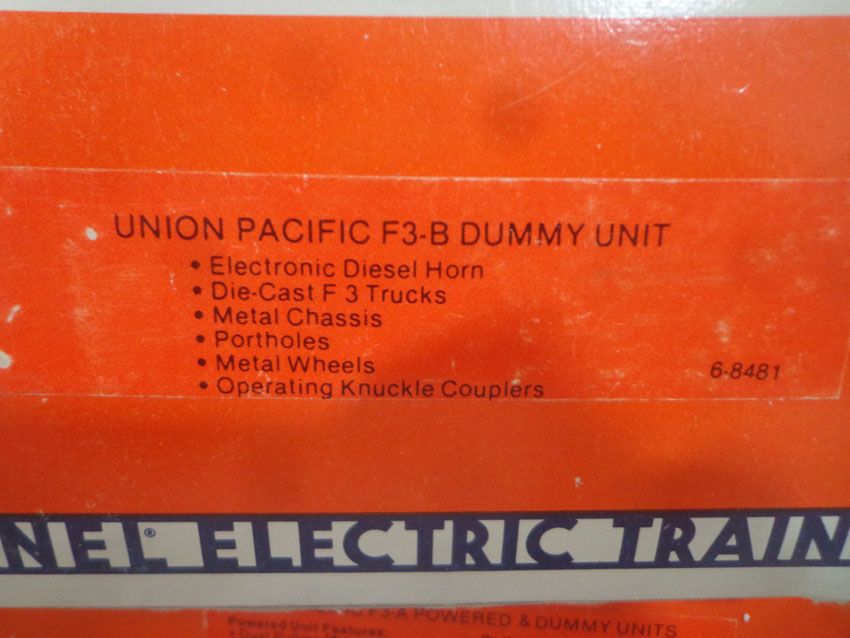 UNION PACIFIC F3-B DUMMY UNIT
• Electronic Diesel Horn
• Die-Cast F 3 Trucks
• Metal Chassis
• Portholes
• Metal Wheels
• Operating Knuckle Couplers
6-8481
NEL® ELECTRIC TRAIN
F3-A POWERED & DUMMY UNITS
Powered Unit Features: